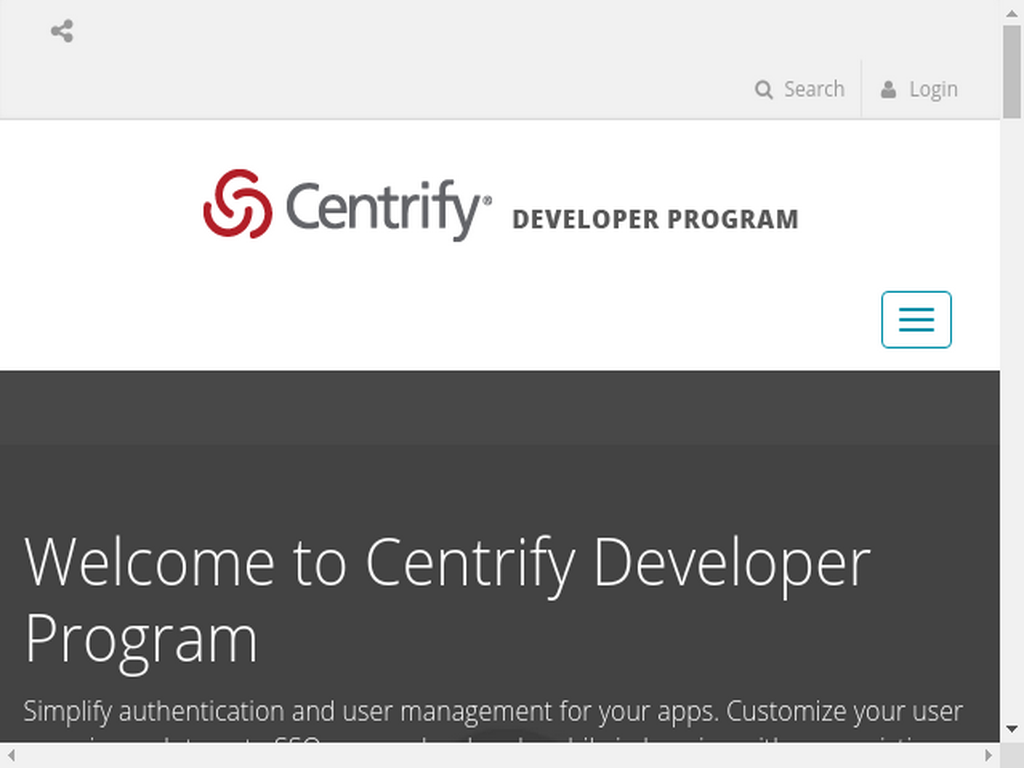 Search
Login
Centrify®
DEVELOPER PROGRAM
Welcome to Centrify Developer
Program
Simplify authentication and user management for your apps. Customize your user